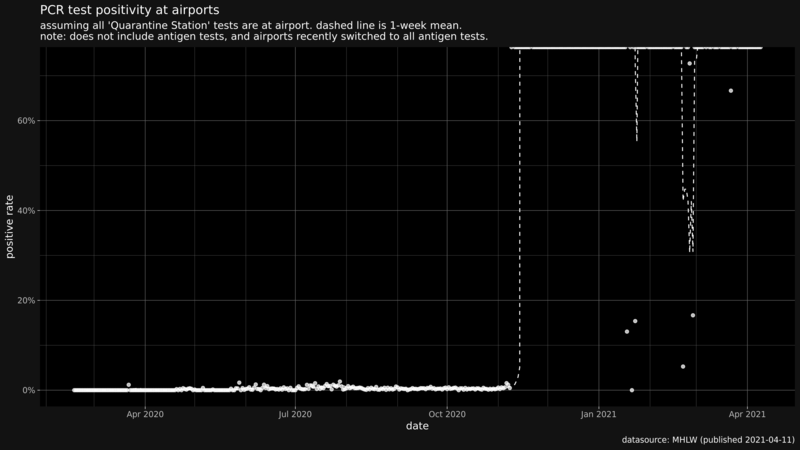 PCR test positivity at airports
assuming all 'Quarantine Station' tests are at airport. dashed line is 1-week mean.
note: does not include antigen tests, and airports recently switched to all antigen tests.
60%
40%
20%
0%
positive rate
Apr 2020
Jul 2020
Oct 2020
Jan 2021
Apr 2021
date
datasource: MHLW (published 2021-04-11)